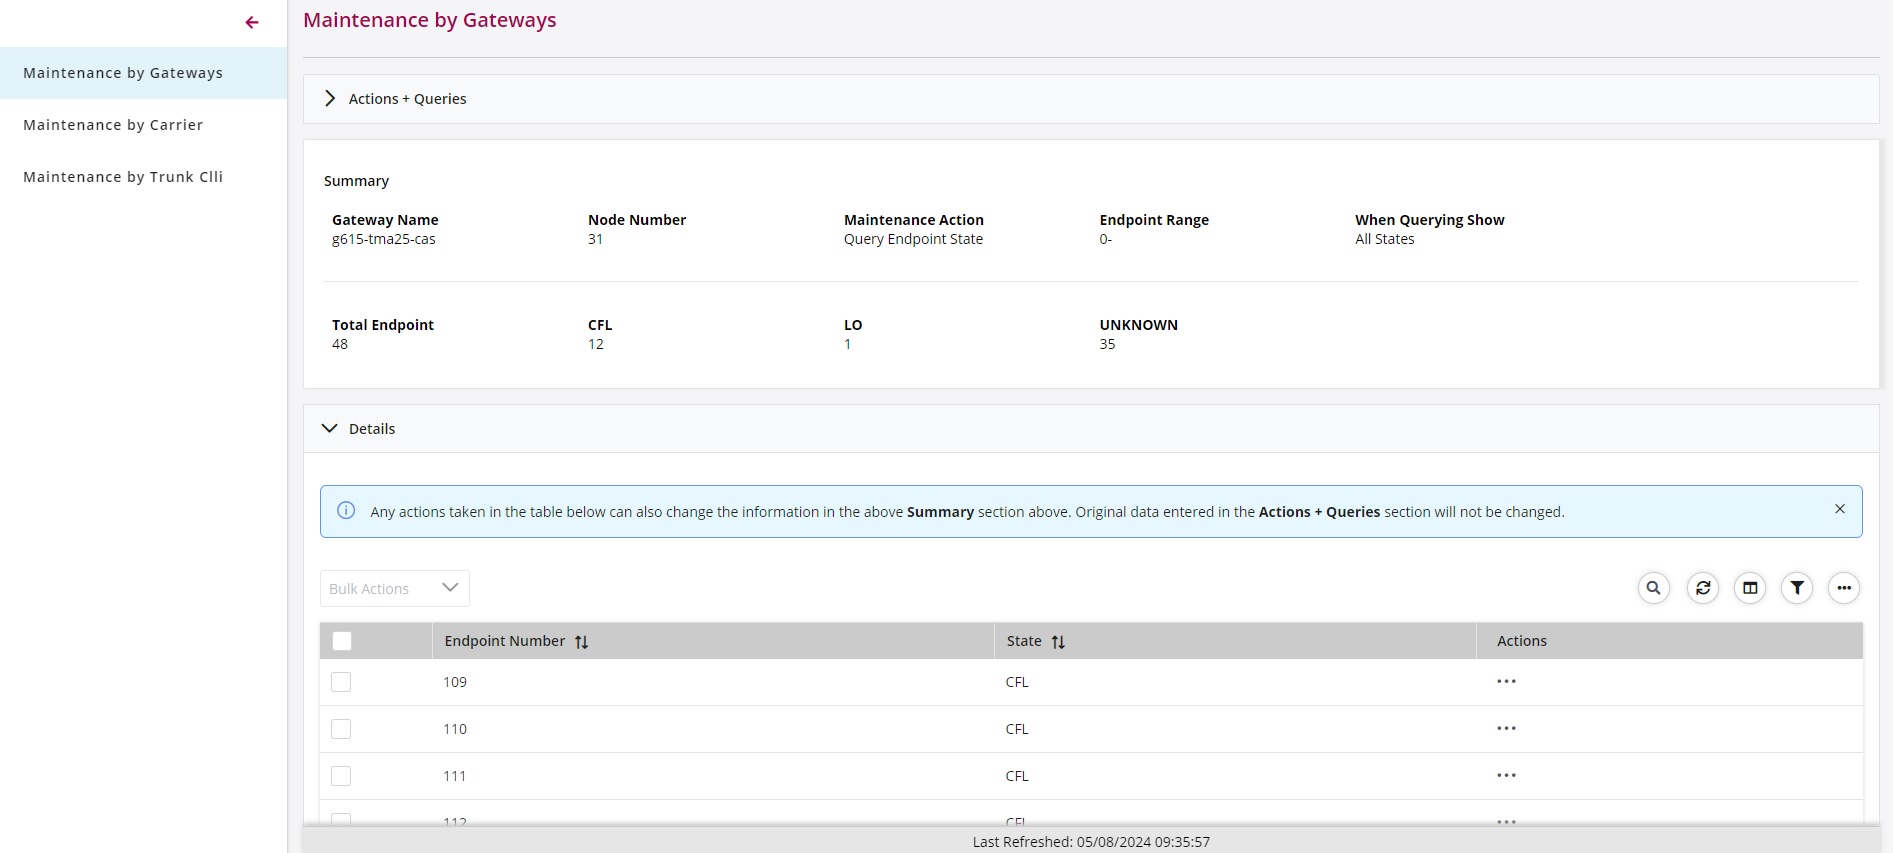 Maintenance by Gateways
Maintenance by Carrier
Maintenance by Trunk Clli
Maintenance by Gateways
Actions + Queries
Summary
Gateway Name Node Number Maintenance Action Endpoint Range When Querying Show
g615-tma25-cas 31 Query Endpoint State 0- All States
Total Endpoint CFL LO UNKNOWN
48 12 1 35
Details
Any actions taken in the table below can also change the information in the above Summary section above. Original data entered in the Actions + Queries section will not be changed.
Bulk Actions
Endpoint Number State Actions
109 CFL
110 CFL
111 CFL
112 CFL
Last Refreshed: 05/08/2024 09:35:57